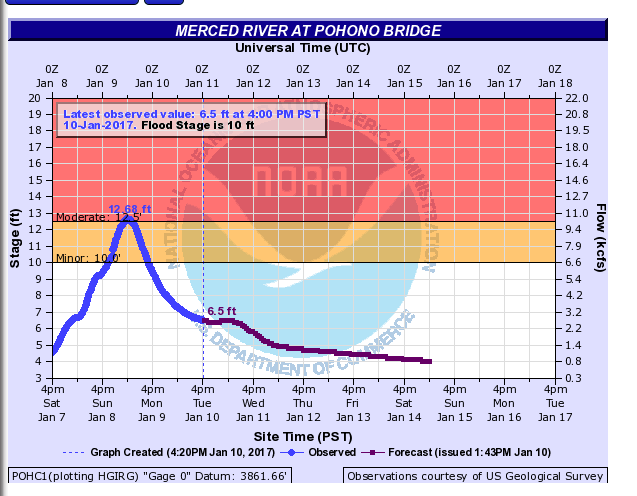 MERCED RIVER AT POHONO BRIDGE
Universal Time (UTC)
0Z 0Z 0Z 0Z 0Z 0Z 0Z 0Z 0Z 0Z 0Z
Jan 8 Jan 9 Jan 10 Jan 11 Jan 12 Jan 13 Jan 14 Jan 15 Jan 16 Jan 17 Jan 18
Latest observed value: 6.5 ft at 4:00 PM PST
10-Jan-2017. Flood Stage is 10 ft
NOAA
NATIONAL OCEANIC AND ATMOSPHERIC ADMINISTRATION
U.S. DEPARTMENT OF COMMERCE
Stage (ft)
20
19
18
17
16
15
14
13
12
11
10
9
8
7
6
5
4
3
12.68 ft
Moderate: 12.5'
Minor: 10.0'
6.5 ft
22.0
20.8
19.5
18.0
16.4
14.6
12.8
11.0
9.4
7.9
6.6
5.4
4.2
3.2
2.2
1.4
0.8
0.3
Flow (kcfs)
4pm 4pm 4pm 4pm 4pm 4pm 4pm 4pm 4pm 4pm 4pm
Sat Sun Mon Tue Wed Thu Fri Sat Sun Mon Tue
Jan 7 Jan 8 Jan 9 Jan 10 Jan 11 Jan 12 Jan 13 Jan 14 Jan 15 Jan 16 Jan 17
Site Time (PST)
Graph Created (4:20PM Jan 10, 2017) Observed Forecast (issued 1:43PM Jan 10)
POHC1(plotting HGIRG) "Gage 0" Datum: 3861.66'
Observations courtesy of US Geological Survey